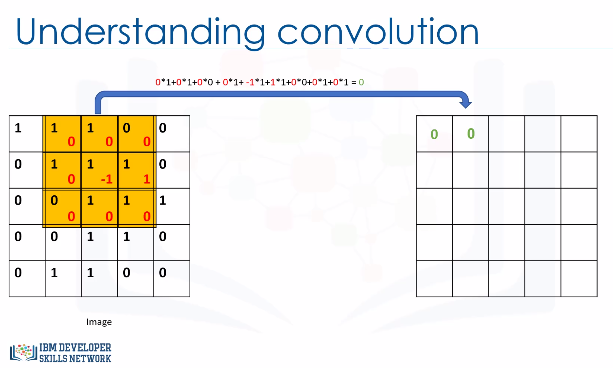 Understanding convolution
0*1+0*1+0*0 + 0*1+ -1*1+1*1+0*0+0*1+0*1 = 0
1 1 1 0 0
0 0 0
0 0
0 1 1 1 0
0 -1 1
0 0 1 1 1
0 0 0
0 0 1 1 0
0 1 1 0 0
Image
IBM DEVELOPER
SKILLS NETWORK